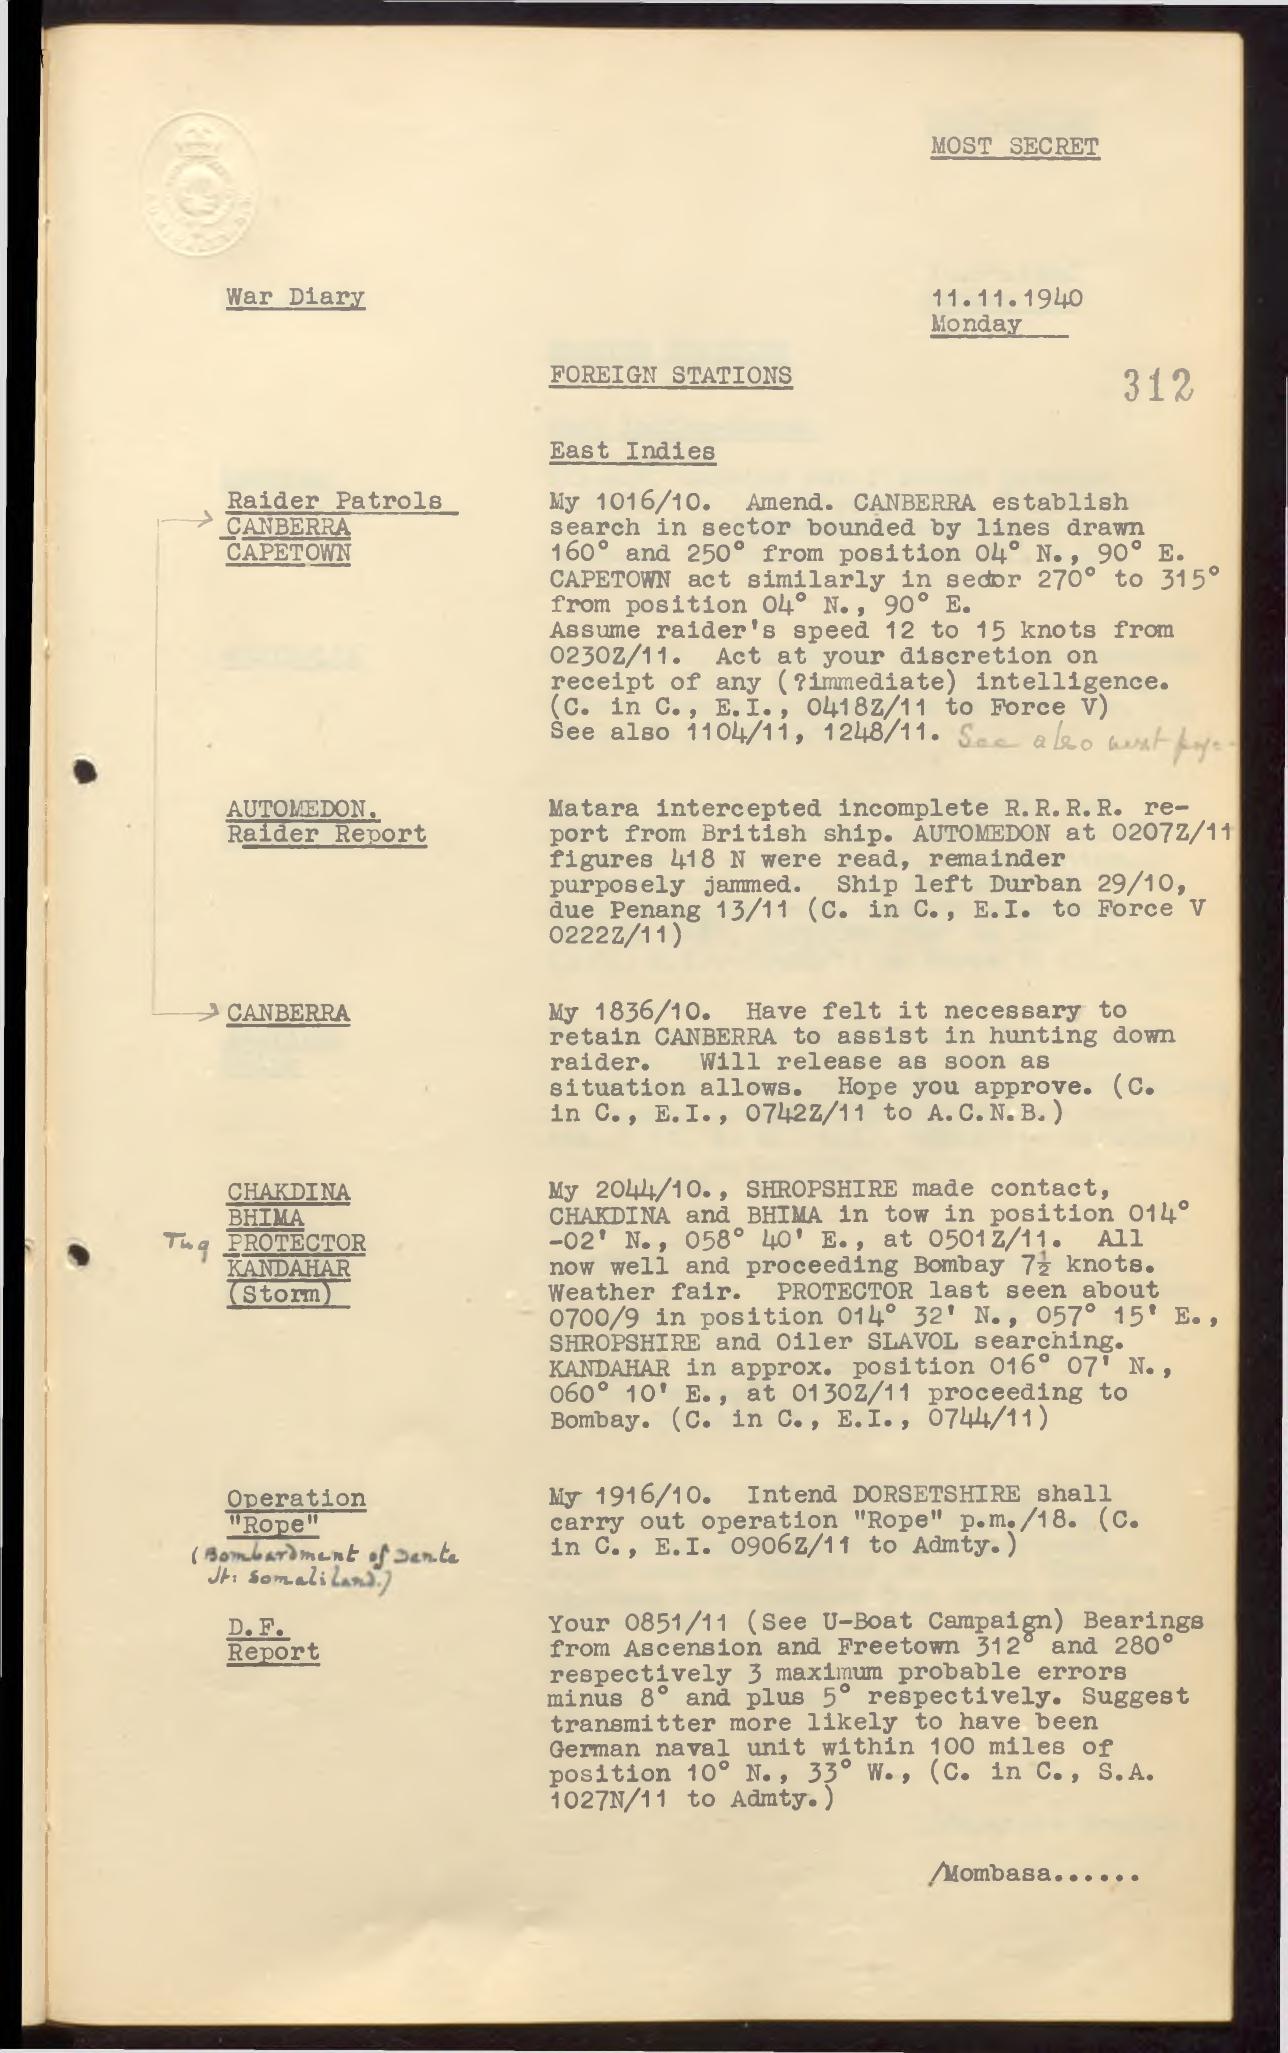 MOST SECRET
War Diary
11.11.1940
Monday
FOREIGN STATIONS
312
East Indies
Raider Patrols
CANBERRA
CAPETOWN
My 1016/10. Amend. CANBERRA establish
search in sector bounded by lines drawn
160° and 250° from position 04° N., 90° E.
CAPETOWN act similarly in sector 270° to 315°
from position 04° N., 90° E.
Assume raider's speed 12 to 15 knots from
0230Z/11. Act at your discretion on
receipt of any (?immediate) intelligence.
(C. in C., E.I., 0418Z/11 to Force V)
See also 1104/11, 1248/11. See also next page.
AUTOMEDON.
Raider Report
Matara intercepted incomplete R.R.R.R. re-
port from British ship. AUTOMEDON at 0207Z/11
figures 418 N were read, remainder
purposely jammed. Ship left Durban 29/10,
due Penang 13/11 (C. in C., E.I. to Force V
0222Z/11)
CANBERRA
My 1836/10. Have felt it necessary to
retain CANBERRA to assist in hunting down
raider. Will release as soon as
situation allows. Hope you approve. (C.
in C., E.I., 0742Z/11 to A.C.N.B.)
CHAKDINA
BHIMA
Tug PROTECTOR
KANDAHAR
(Storm)
My 2044/10., SHROPSHIRE made contact,
CHAKDINA and BHIMA in tow in position 014°
-02' N., 058° 40' E., at 0501Z/11. All
now well and proceeding Bombay 7½ knots.
Weather fair. PROTECTOR last seen about
0700/9 in position 014° 32' N., 057° 15' E.,
SHROPSHIRE and Oiler SLAVOL searching.
KANDAHAR in approx. position 016° 07' N.,
060° 10' E., at 0130Z/11 proceeding to
Bombay. (C. in C., E.I., 0744/11)
Operation
"Rope"
(Bombardment of Dante
It: Somaliland.)
My 1916/10. Intend DORSETSHIRE shall
carry out operation "Rope" p.m./18. (C.
in C., E.I. 0906Z/11 to Admty.)
D.F.
Report
Your 0851/11 (See U-Boat Campaign) Bearings
from Ascension and Freetown 312° and 280°
respectively 3 maximum probable errors
minus 8° and plus 5° respectively. Suggest
transmitter more likely to have been
German naval unit within 100 miles of
position 10° N., 33° W., (C. in C., S.A.
1027N/11 to Admty.)
/Mombasa......